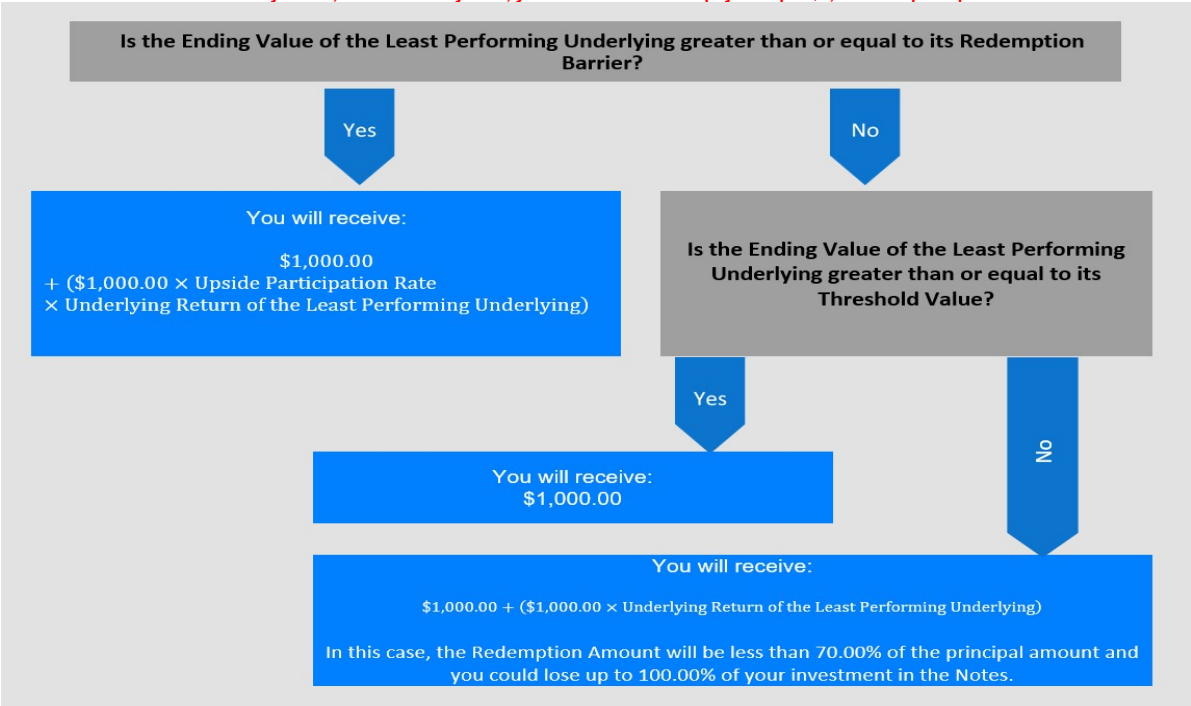 Is the Ending Value of the Least Performing Underlying greater than or equal to its Redemption
Barrier?
Yes
No
You will receive:
$1,000.00
+ ($1,000.00 × Upside Participation Rate
× Underlying Return of the Least Performing Underlying)
Is the Ending Value of the Least Performing
Underlying greater than or equal to its
Threshold Value?
Yes
No
You will receive:
$1,000.00
You will receive:
$1,000.00 + ($1,000.00 × Underlying Return of the Least Performing Underlying)
In this case, the Redemption Amount will be less than 70.00% of the principal amount and
you could lose up to 100.00% of your investment in the Notes.